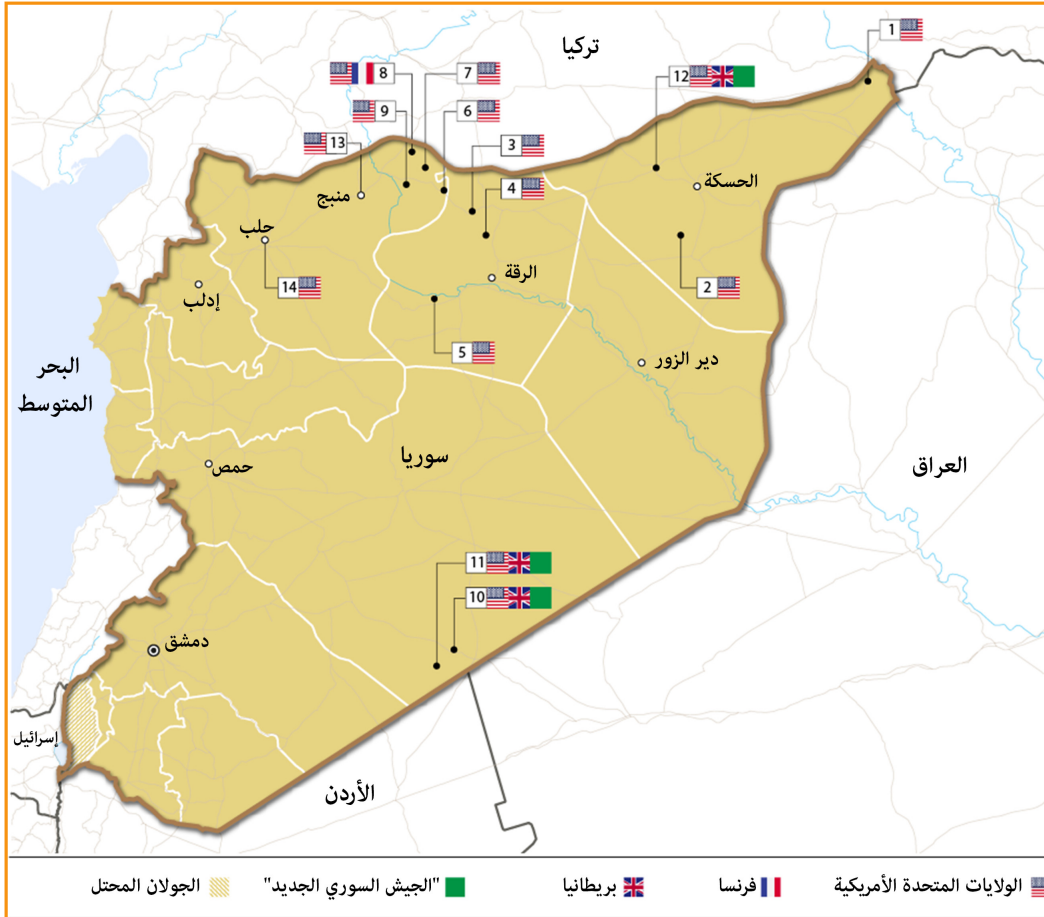 تركيا
1
8
7
12
9
6
13
3
4
منبج
الحسكة
حلب
14
إدلب
الرقة
2
5
البحر
المتوسط
دير الزور
سوريا
حمص
العراق
11
10
دمشق
إسرائيل
الأردن
الولايات المتحدة الأمريكية
فرنسا
بريطانيا
"الجيش السوري الجديد"
الجولان المحتل